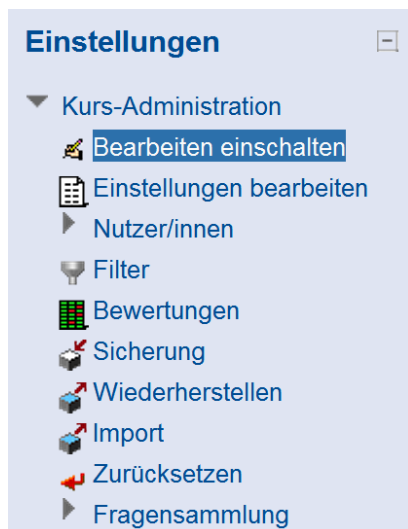 Einstellungen
Kurs-Administration
Bearbeiten einschalten
Einstellungen bearbeiten
Nutzer/innen
Filter
Bewertungen
Sicherung
Wiederherstellen
Import
Zurücksetzen
Fragensammlung